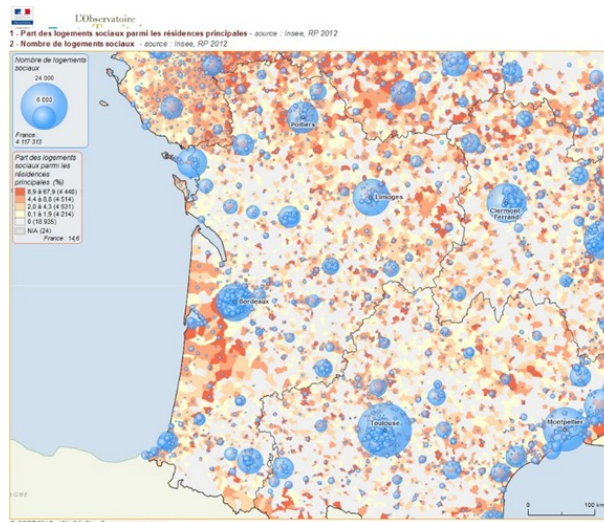 L'Observatoire
1 - Part des logements sociaux parmi les résidences principales - source : Insee, RP 2012
2 - Nombre de logements sociaux - source : Insee, RP 2012
Nombre de logements
sociaux
24 000
6 000
France :
4 117 313
Part des logements
sociaux parmi les
résidences
principales (%)
8,9 à 67,9 (4 440)
4,4 à 8,8 (4 514)
2,0 à 4,3 (4 531)
0,1 à 1,9 (4 214)
0 (18 935)
N/A (24)
France : 14,6
Poitiers
Limoges
Clermont
Ferrand
Bordeaux
Toulouse
Montpellier
0 100 km